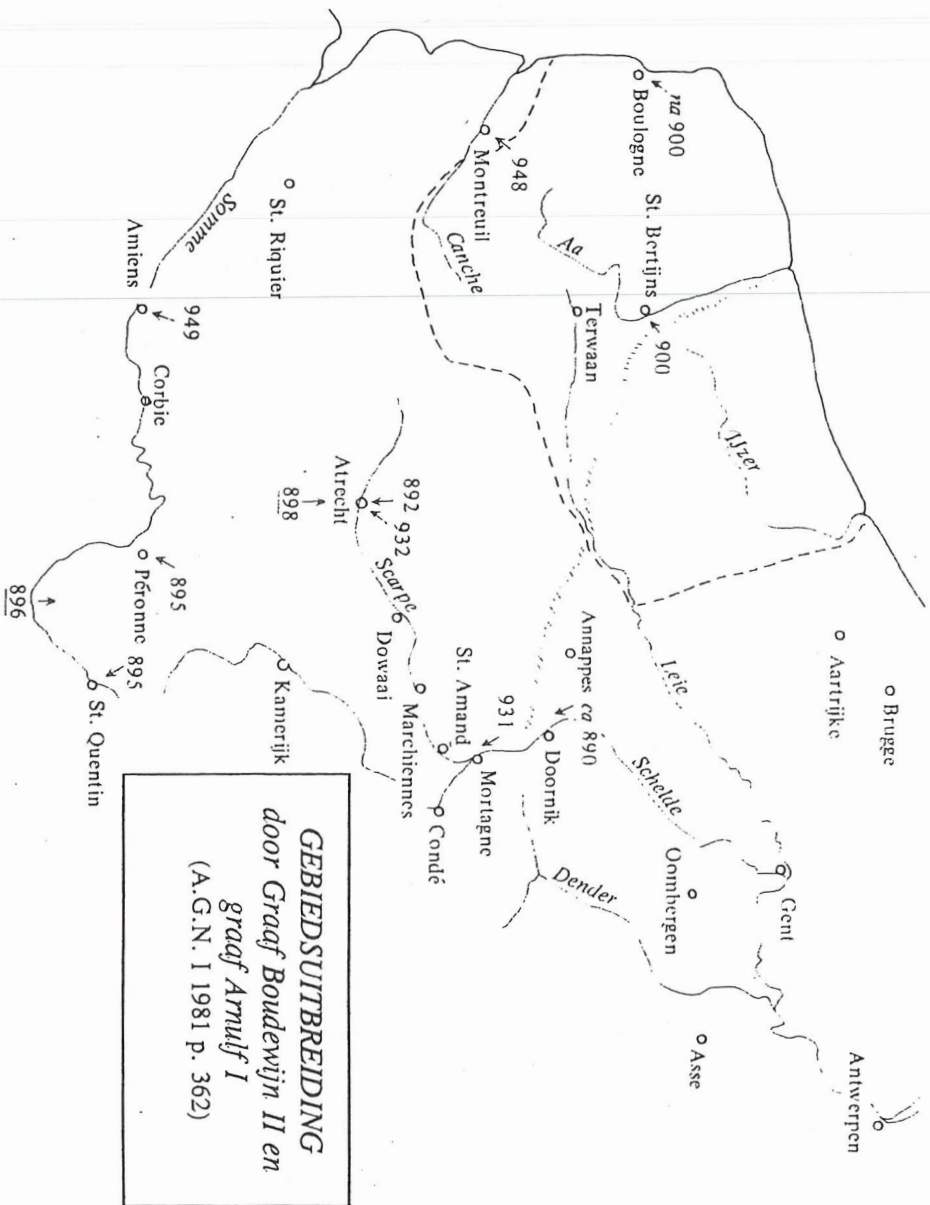 na 900
Boulogne
St. Bertijns
900
Aa
948
Montreuil
Canche
Terwaan
IJzer
Brugge
Aartrijke
Leie
Gent
Antwerpen
Schelde
Oombergen
Asse
Dender
Annappes
ca 890
Doornik
931
Mortagne
St. Amand
Condé
Marchiennes
Dowaai
Scarpe
892
932
Atrecht
898
St. Riquier
Somme
Amiens
949
Corbie
Péronne
895
896
895
St. Quentin
Kamerijk
GEBIEDSUITBREIDING
door Graaf Boudewijn II en
graaf Arnulf I
(A.G.N. I 1981 p. 362)